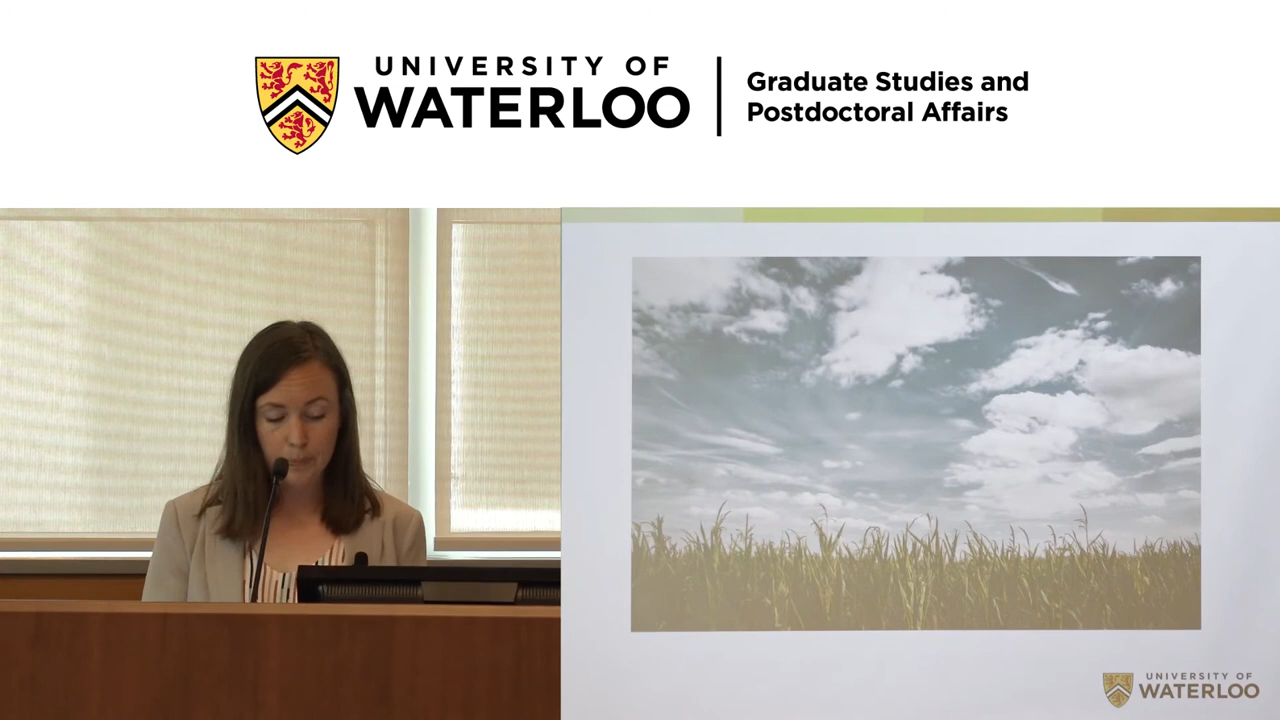 UNIVERSITY OF
WATERLOO
Graduate Studies and
Postdoctoral Affairs
UNIVERSITY OF
WATERLOO